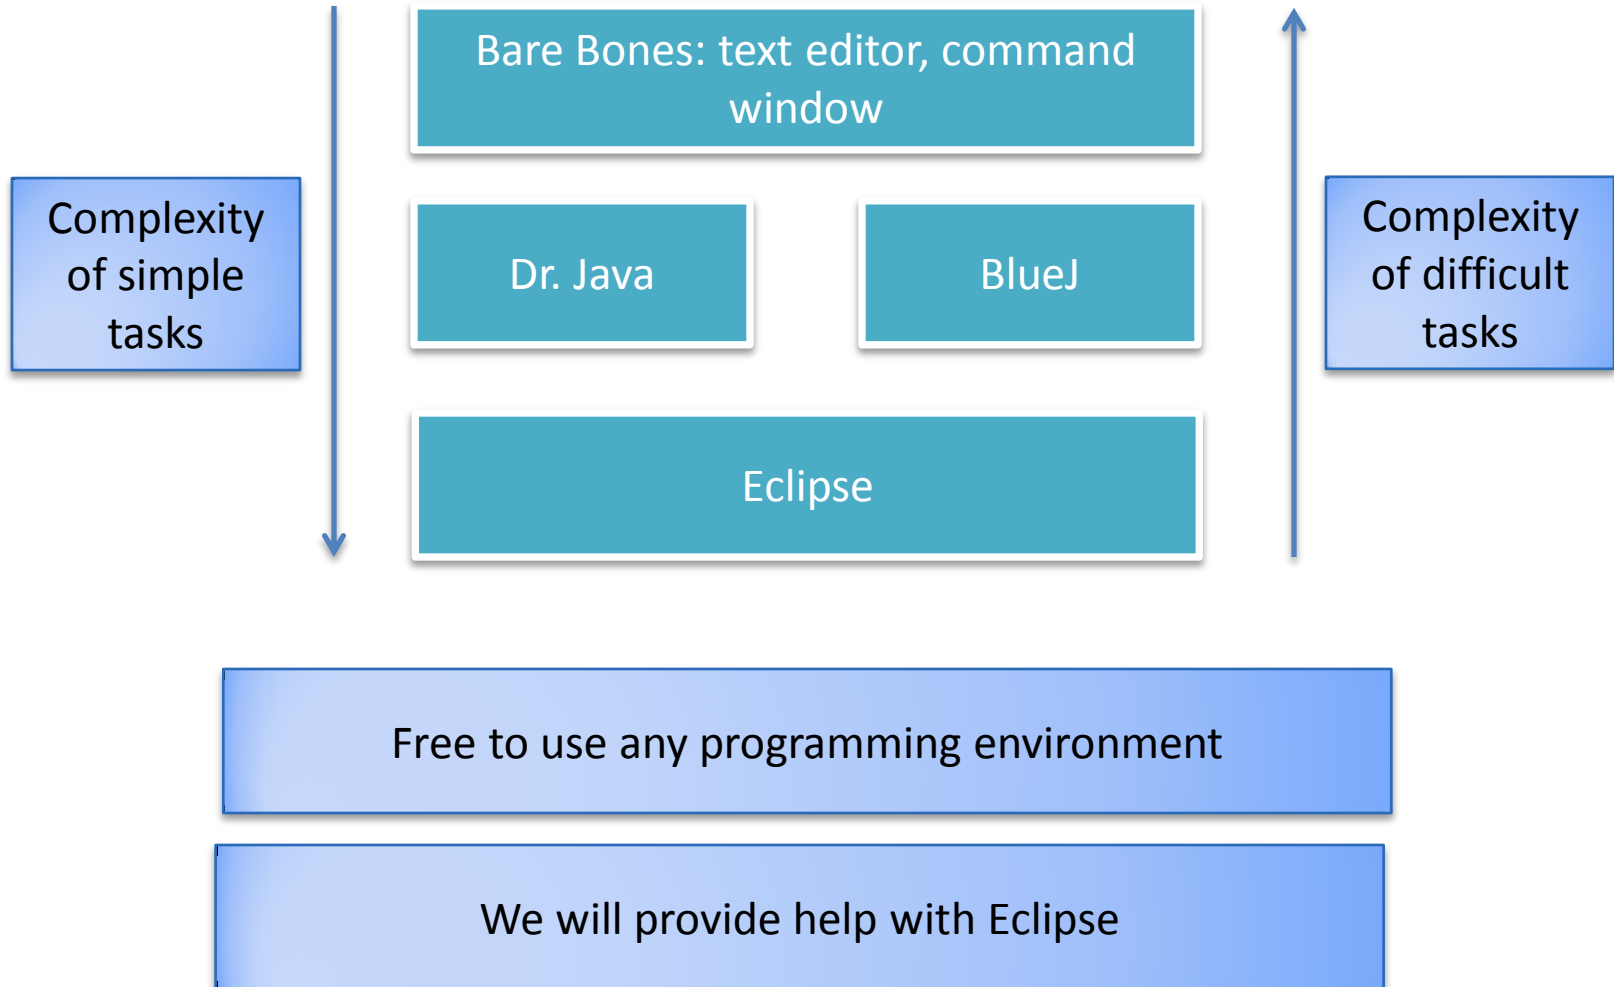 Bare Bones: text editor, command
window
Complexity
of simple
tasks
Dr. Java
BlueJ
Complexity
of difficult
tasks
Eclipse
Free to use any programming environment
We will provide help with Eclipse